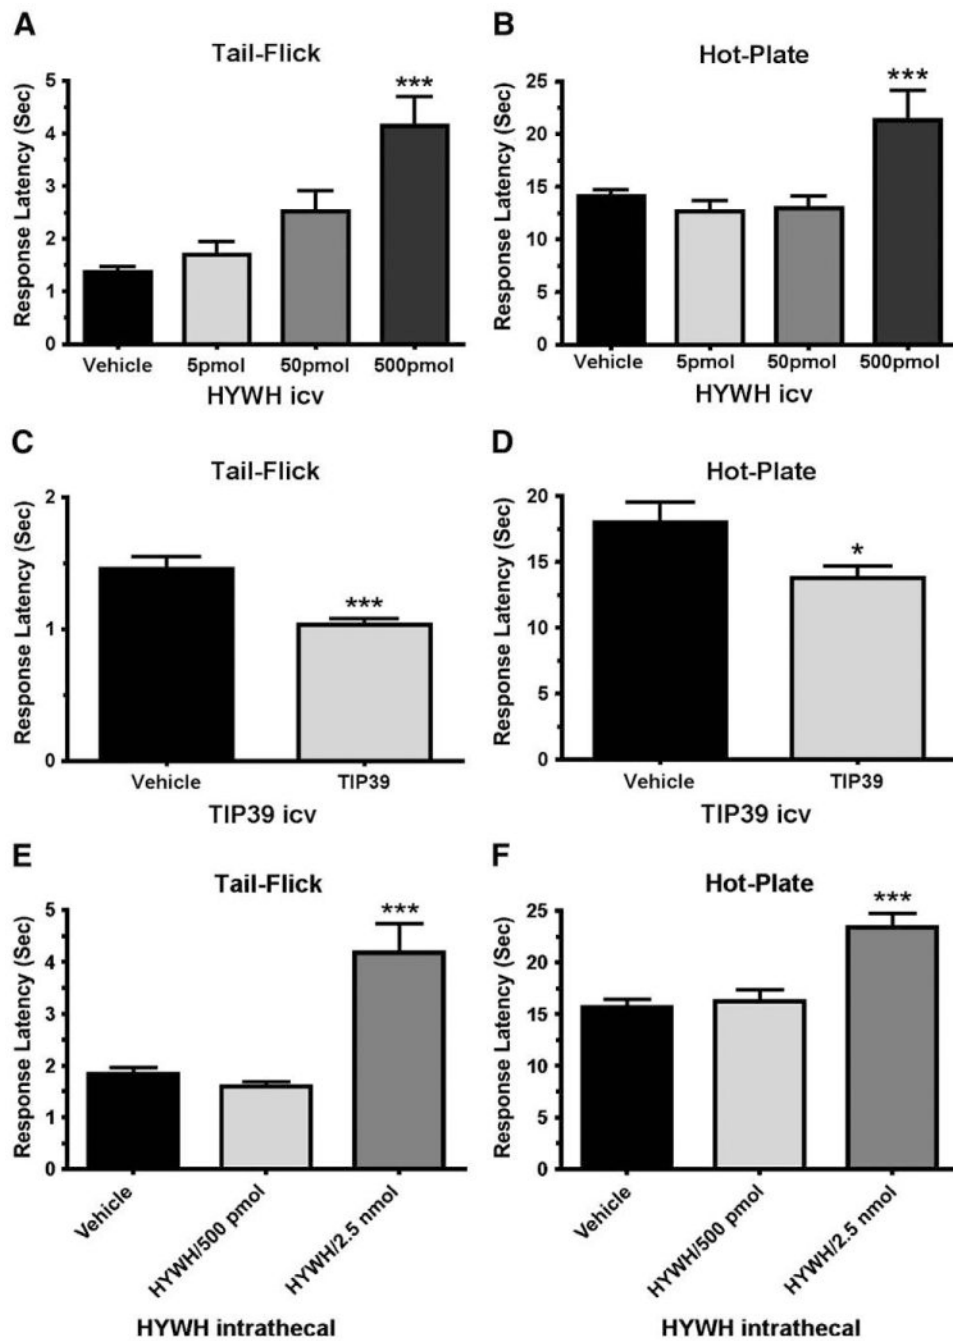 A
Tail-Flick
***
Response Latency (Sec)
5
4
3
2
1
0
Vehicle 5pmol 50pmol 500pmol
HYWH icv
B
Hot-Plate
***
Response Latency (Sec)
25
20
15
10
5
0
Vehicle 5pmol 50pmol 500pmol
HYWH icv
C
Tail-Flick
***
Response Latency (Sec)
2
1
0
Vehicle TIP39
TIP39 icv
D
Hot-Plate
*
Response Latency (Sec)
20
15
10
5
0
Vehicle TIP39
TIP39 icv
E
Tail-Flick
***
Response Latency (Sec)
5
4
3
2
1
0
Vehicle
HYWH/500 pmol
HYWH/2.5 nmol
HYWH intrathecal
F
Hot-Plate
***
Response Latency (Sec)
25
20
15
10
5
0
Vehicle
HYWH/500 pmol
HYWH/2.5 nmol
HYWH intrathecal